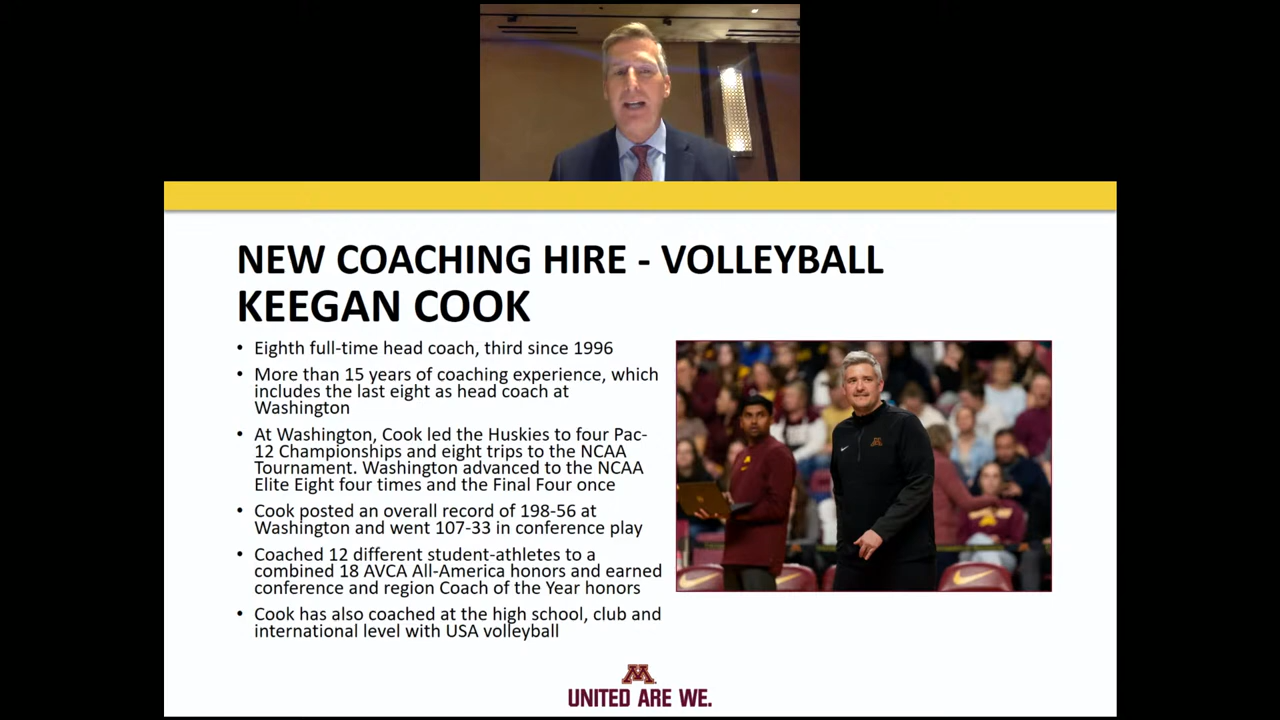 NEW COACHING HIRE - VOLLEYBALL
KEEGAN COOK
• Eighth full-time head coach, third since 1996
• More than 15 years of coaching experience, which
includes the last eight as head coach at
Washington
• At Washington, Cook led the Huskies to four Pac-
12 Championships and eight trips to the NCAA
Tournament. Washington advanced to the NCAA
Elite Eight four times and the Final Four once
• Cook posted an overall record of 198-56 at
Washington and went 107-33 in conference play
• Coached 12 different student-athletes to a
combined 18 AVCA All-America honors and earned
conference and region Coach of the Year honors
• Cook has also coached at the high school, club and
international level with USA volleyball
M
UNITED ARE WE.